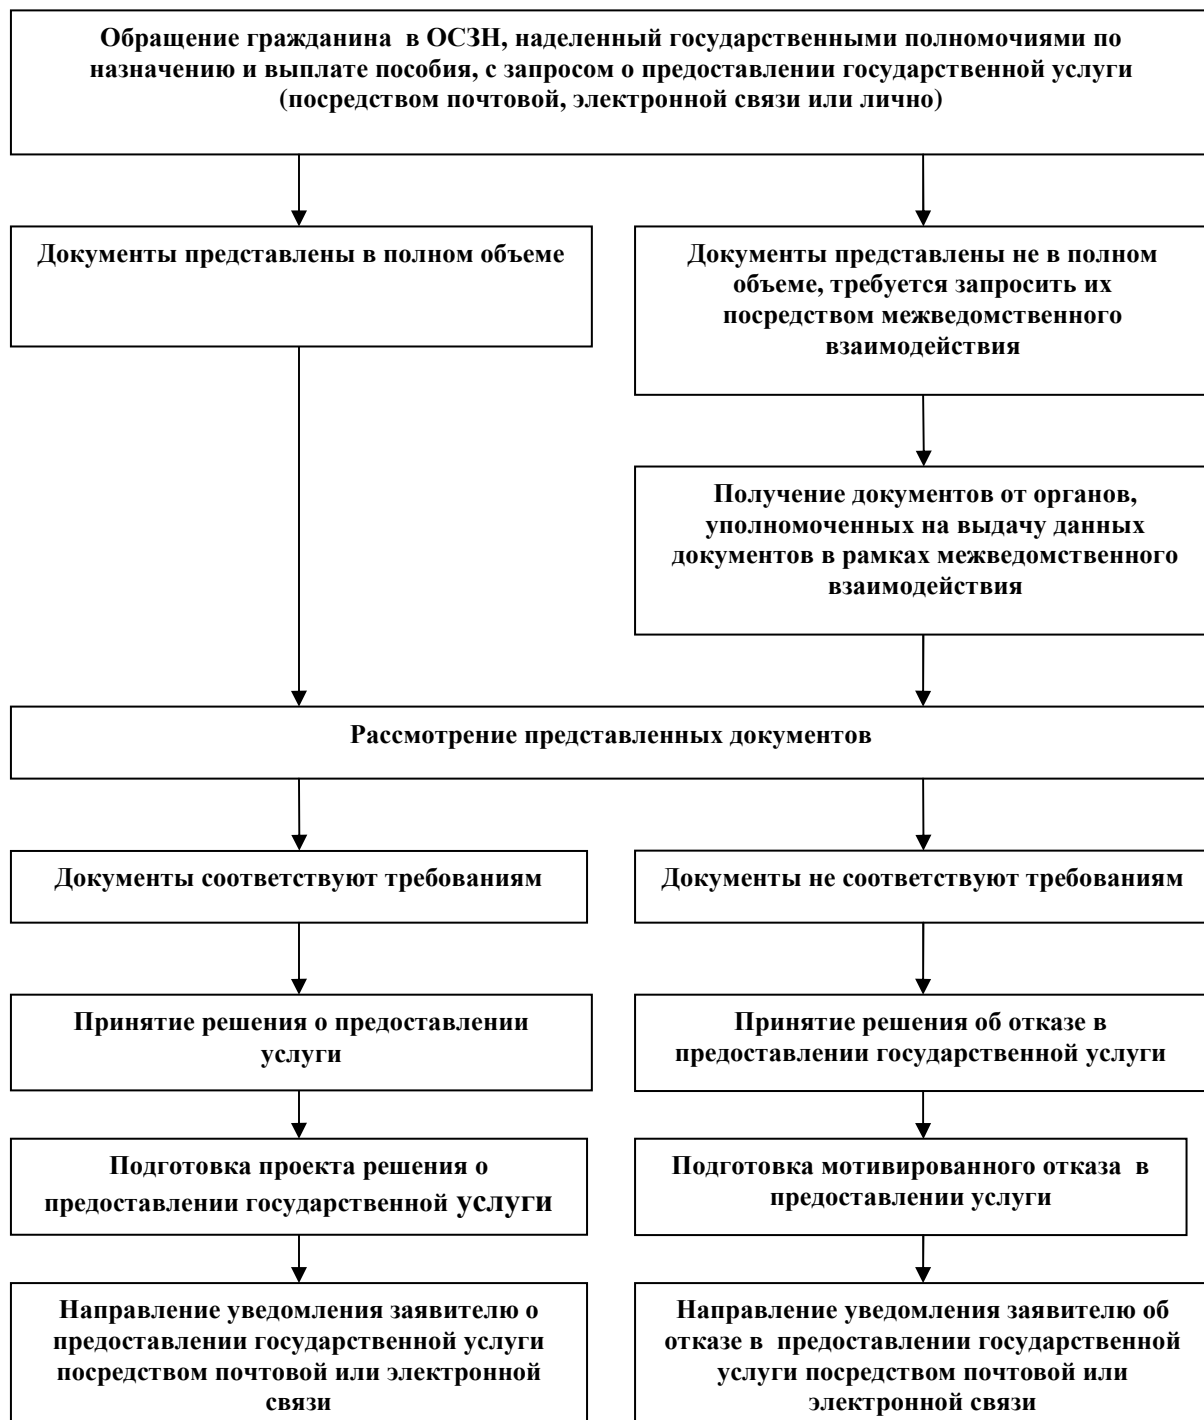 Обращение гражданина  в ОСЗН, наделенный государственными полномочиями по
назначению и выплате пособия, с запросом о предоставлении государственной услуги
(посредством почтовой, электронной связи или лично)
Документы представлены в полном объеме
Документы представлены не в полном
объеме, требуется запросить их
посредством межведомственного
взаимодействия
Получение документов от органов,
уполномоченных на выдачу данных
документов в рамках межведомственного
взаимодействия
Рассмотрение представленных документов
Документы соответствуют требованиям
Документы не соответствуют требованиям
Принятие решения о предоставлении
услуги
Принятие решения об отказе в
предоставлении государственной услуги
Подготовка проекта решения о
предоставлении государственной услуги
Подготовка мотивированного отказа  в
предоставлении услуги
Направление уведомления заявителю о
предоставлении государственной услуги
посредством почтовой или электронной
связи
Направление уведомления заявителю об
отказе в  предоставлении государственной
услуги посредством почтовой или
электронной связи